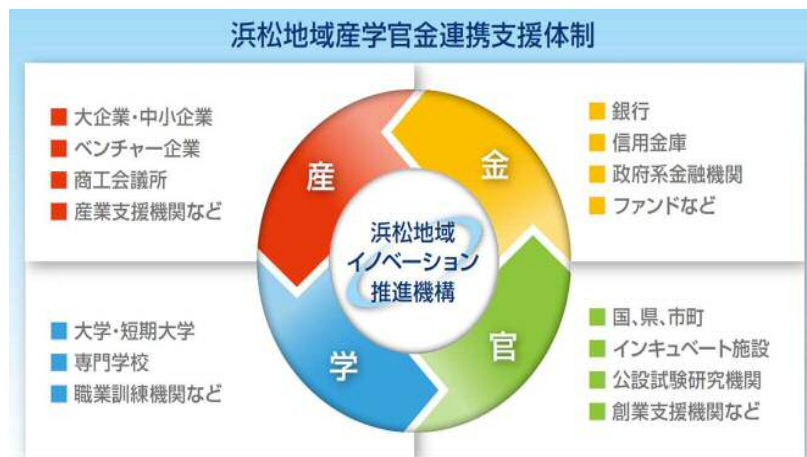 浜松地域産学官金連携支援体制
大企業・中小企業
ベンチャー企業
商工会議所
産業支援機関など
産
金
銀行
信用金庫
政府系金融機関
ファンドなど
浜松地域
イノベーション
推進機構
大学・短期大学
専門学校
職業訓練機関など
学
官
国、県、市町
インキュベート施設
公設試験研究機関
創業支援機関など